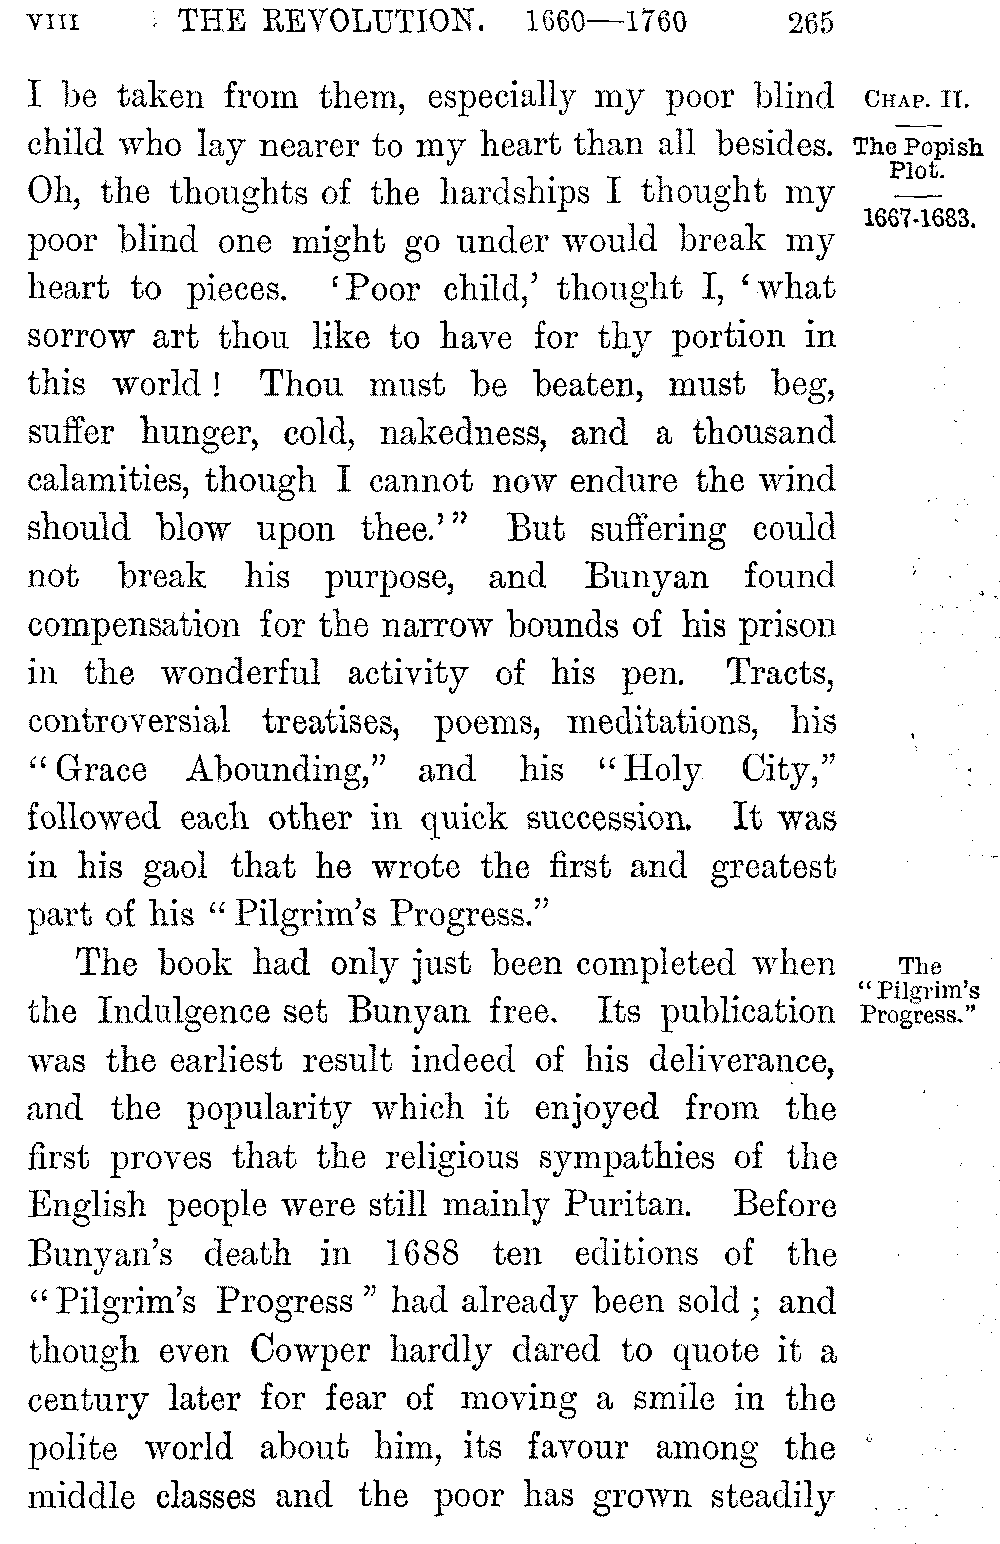 VIII THE REVOLUTION. 1660—1760 265
I be taken from them, especially my poor blind
child who lay nearer to my heart than all besides.
Oh, the thoughts of the hardships I thought my
poor blind one might go under would break my
heart to pieces. ‘Poor child,’ thought I, ‘what
sorrow art thou like to have for thy portion in
this world! Thou must be beaten, must beg,
suffer hunger, cold, nakedness, and a thousand
calamities, though I cannot now endure the wind
should blow upon thee.’” But suffering could
not break his purpose, and Bunyan found
compensation for the narrow bounds of his prison
in the wonderful activity of his pen. Tracts,
controversial treatises, poems, meditations, his
“Grace Abounding,” and his “Holy City,”
followed each other in quick succession. It was
in his gaol that he wrote the first and greatest
part of his “Pilgrim’s Progress.”
The book had only just been completed when
the Indulgence set Bunyan free. Its publication
was the earliest result indeed of his deliverance,
and the popularity which it enjoyed from the
first proves that the religious sympathies of the
English people were still mainly Puritan. Before
Bunyan’s death in 1688 ten editions of the
“Pilgrim’s Progress” had already been sold; and
though even Cowper hardly dared to quote it a
century later for fear of moving a smile in the
polite world about him, its favour among the
middle classes and the poor has grown steadily
CHAP. II.
The Popish
Plot.
1667-1683.
The
“Pilgrim’s
Progress.”